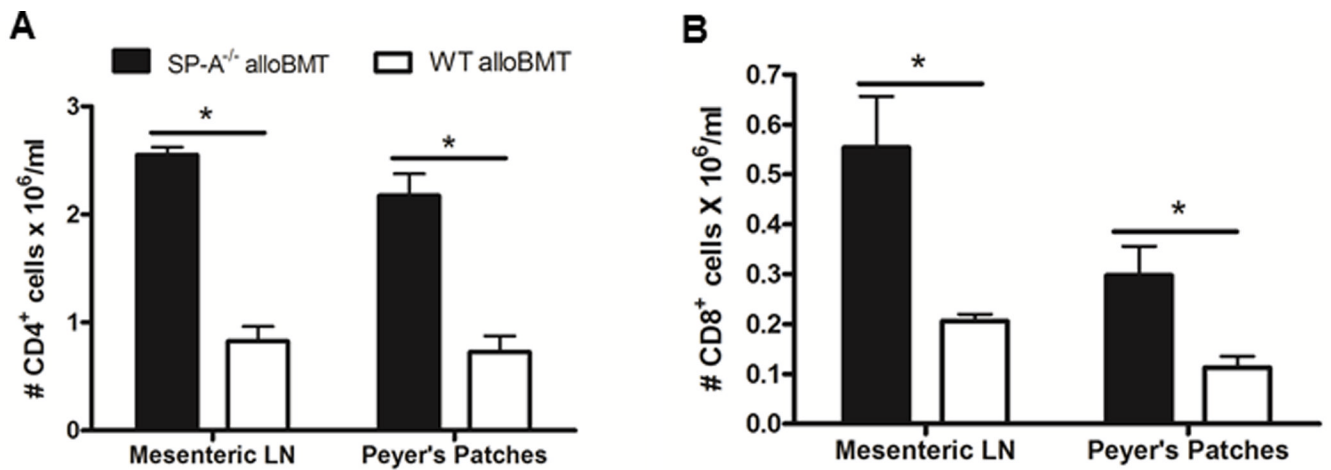 A
SP-A-/- alloBMT
WT alloBMT
# CD4+ cells x 10⁶/ml
3
2
1
0
*
*
Mesenteric LN
Peyer's Patches
B
# CD8+ cells X 10⁶/ml
0.7
0.6
0.5
0.4
0.3
0.2
0.1
0.0
*
*
Mesenteric LN
Peyer's Patches